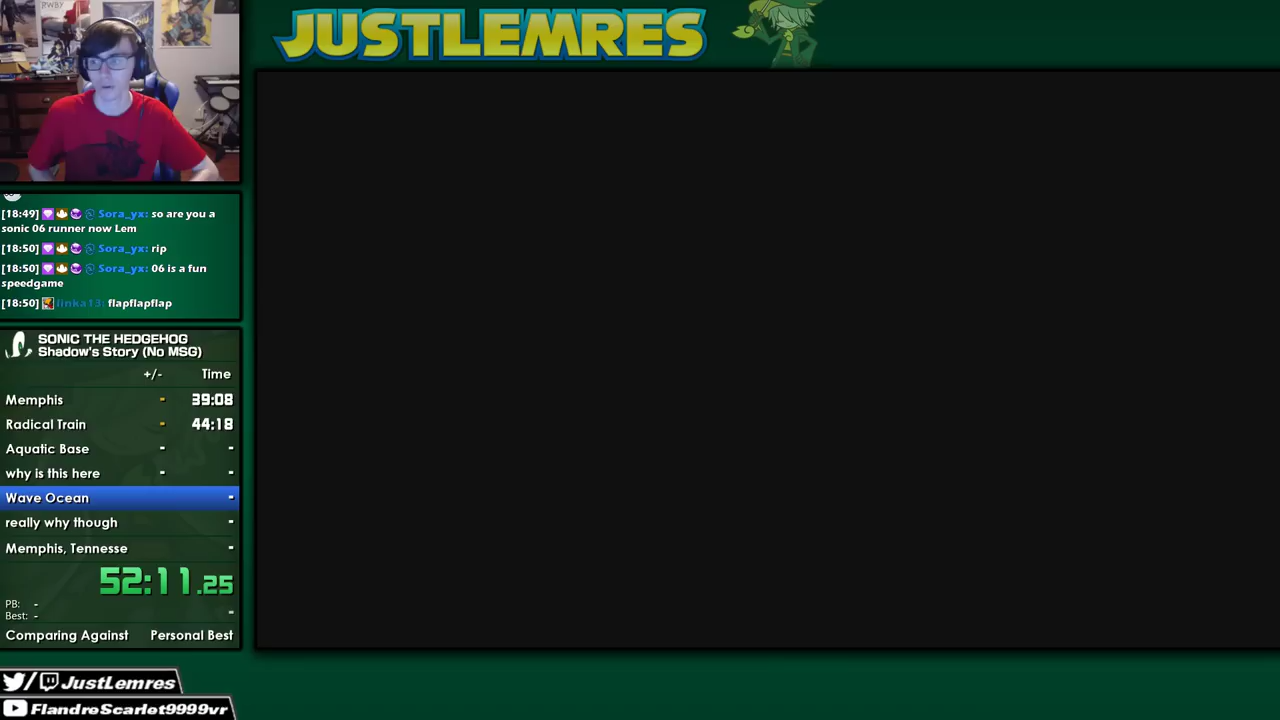 JUSTLEMRES
RWBY
[18:49] Sora_yx: so are you a
sonic 06 runner now Lem
[18:50] Sora_yx: rip
[18:50] Sora_yx: 06 is a fun
speedgame
[18:50] linka13: flapflapflap
SONIC THE HEDGEHOG
Shadow's Story (No MSG)
+/- Time
Memphis - 39:08
Radical Train - 44:18
Aquatic Base - -
why is this here - -
Wave Ocean -
really why though -
Memphis, Tennesse -
52:11.25
PB: -
Best: - -
Comparing Against Personal Best
/ JustLemres
FlandreScarlet9999vr